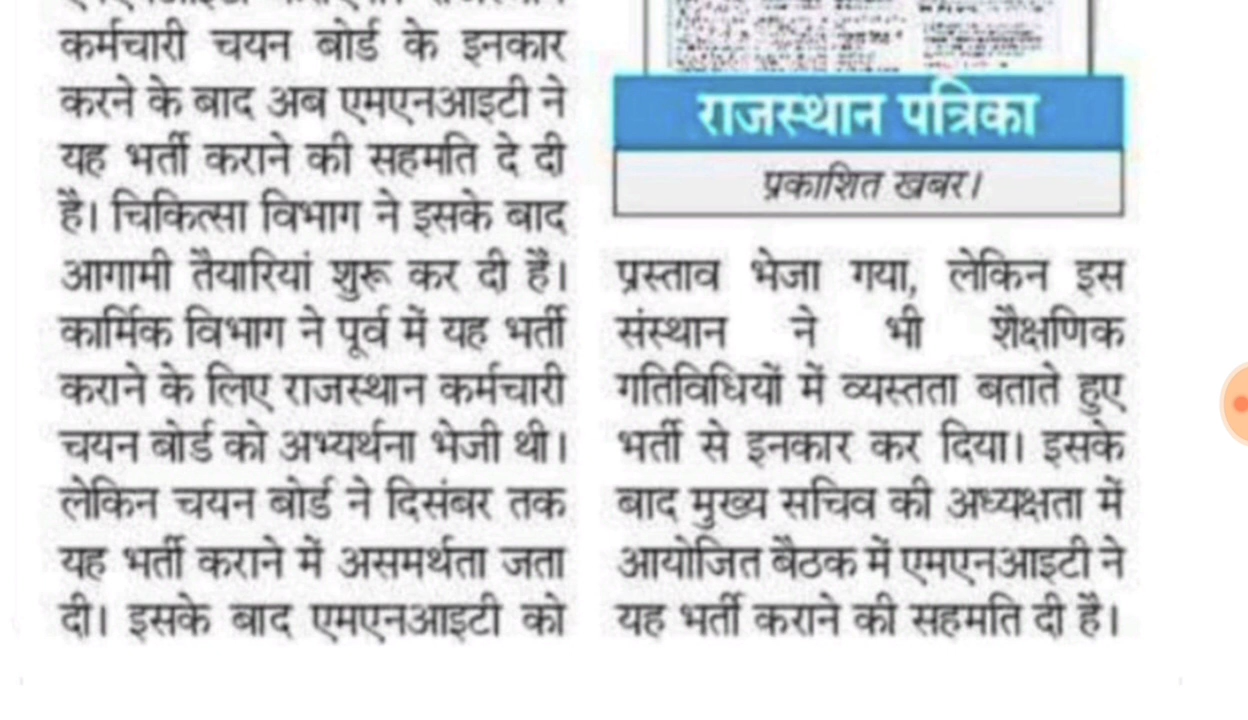 कर्मचारी चयन बोर्ड के इनकार
करने के बाद अब एमएनआइटी ने
यह भर्ती कराने की सहमति दे दी
है। चिकित्सा विभाग ने इसके बाद
आगामी तैयारियां शुरू कर दी है।
कार्मिक विभाग ने पूर्व में यह भर्ती
कराने के लिए राजस्थान कर्मचारी
चयन बोर्ड को अभ्यर्थना भेजी थी।
लेकिन चयन बोर्ड ने दिसंबर तक
यह भर्ती कराने में असमर्थता जता
दी। इसके बाद एमएनआइटी को
राजस्थान पत्रिका
प्रकाशित खबर।
प्रस्ताव भेजा गया, लेकिन इस
संस्थान ने भी शैक्षणिक
गतिविधियों में व्यस्तता बताते हुए
भर्ती से इनकार कर दिया। इसके
बाद मुख्य सचिव की अध्यक्षता में
आयोजित बैठक में एमएनआइटी ने
यह भर्ती कराने की सहमति दी है।